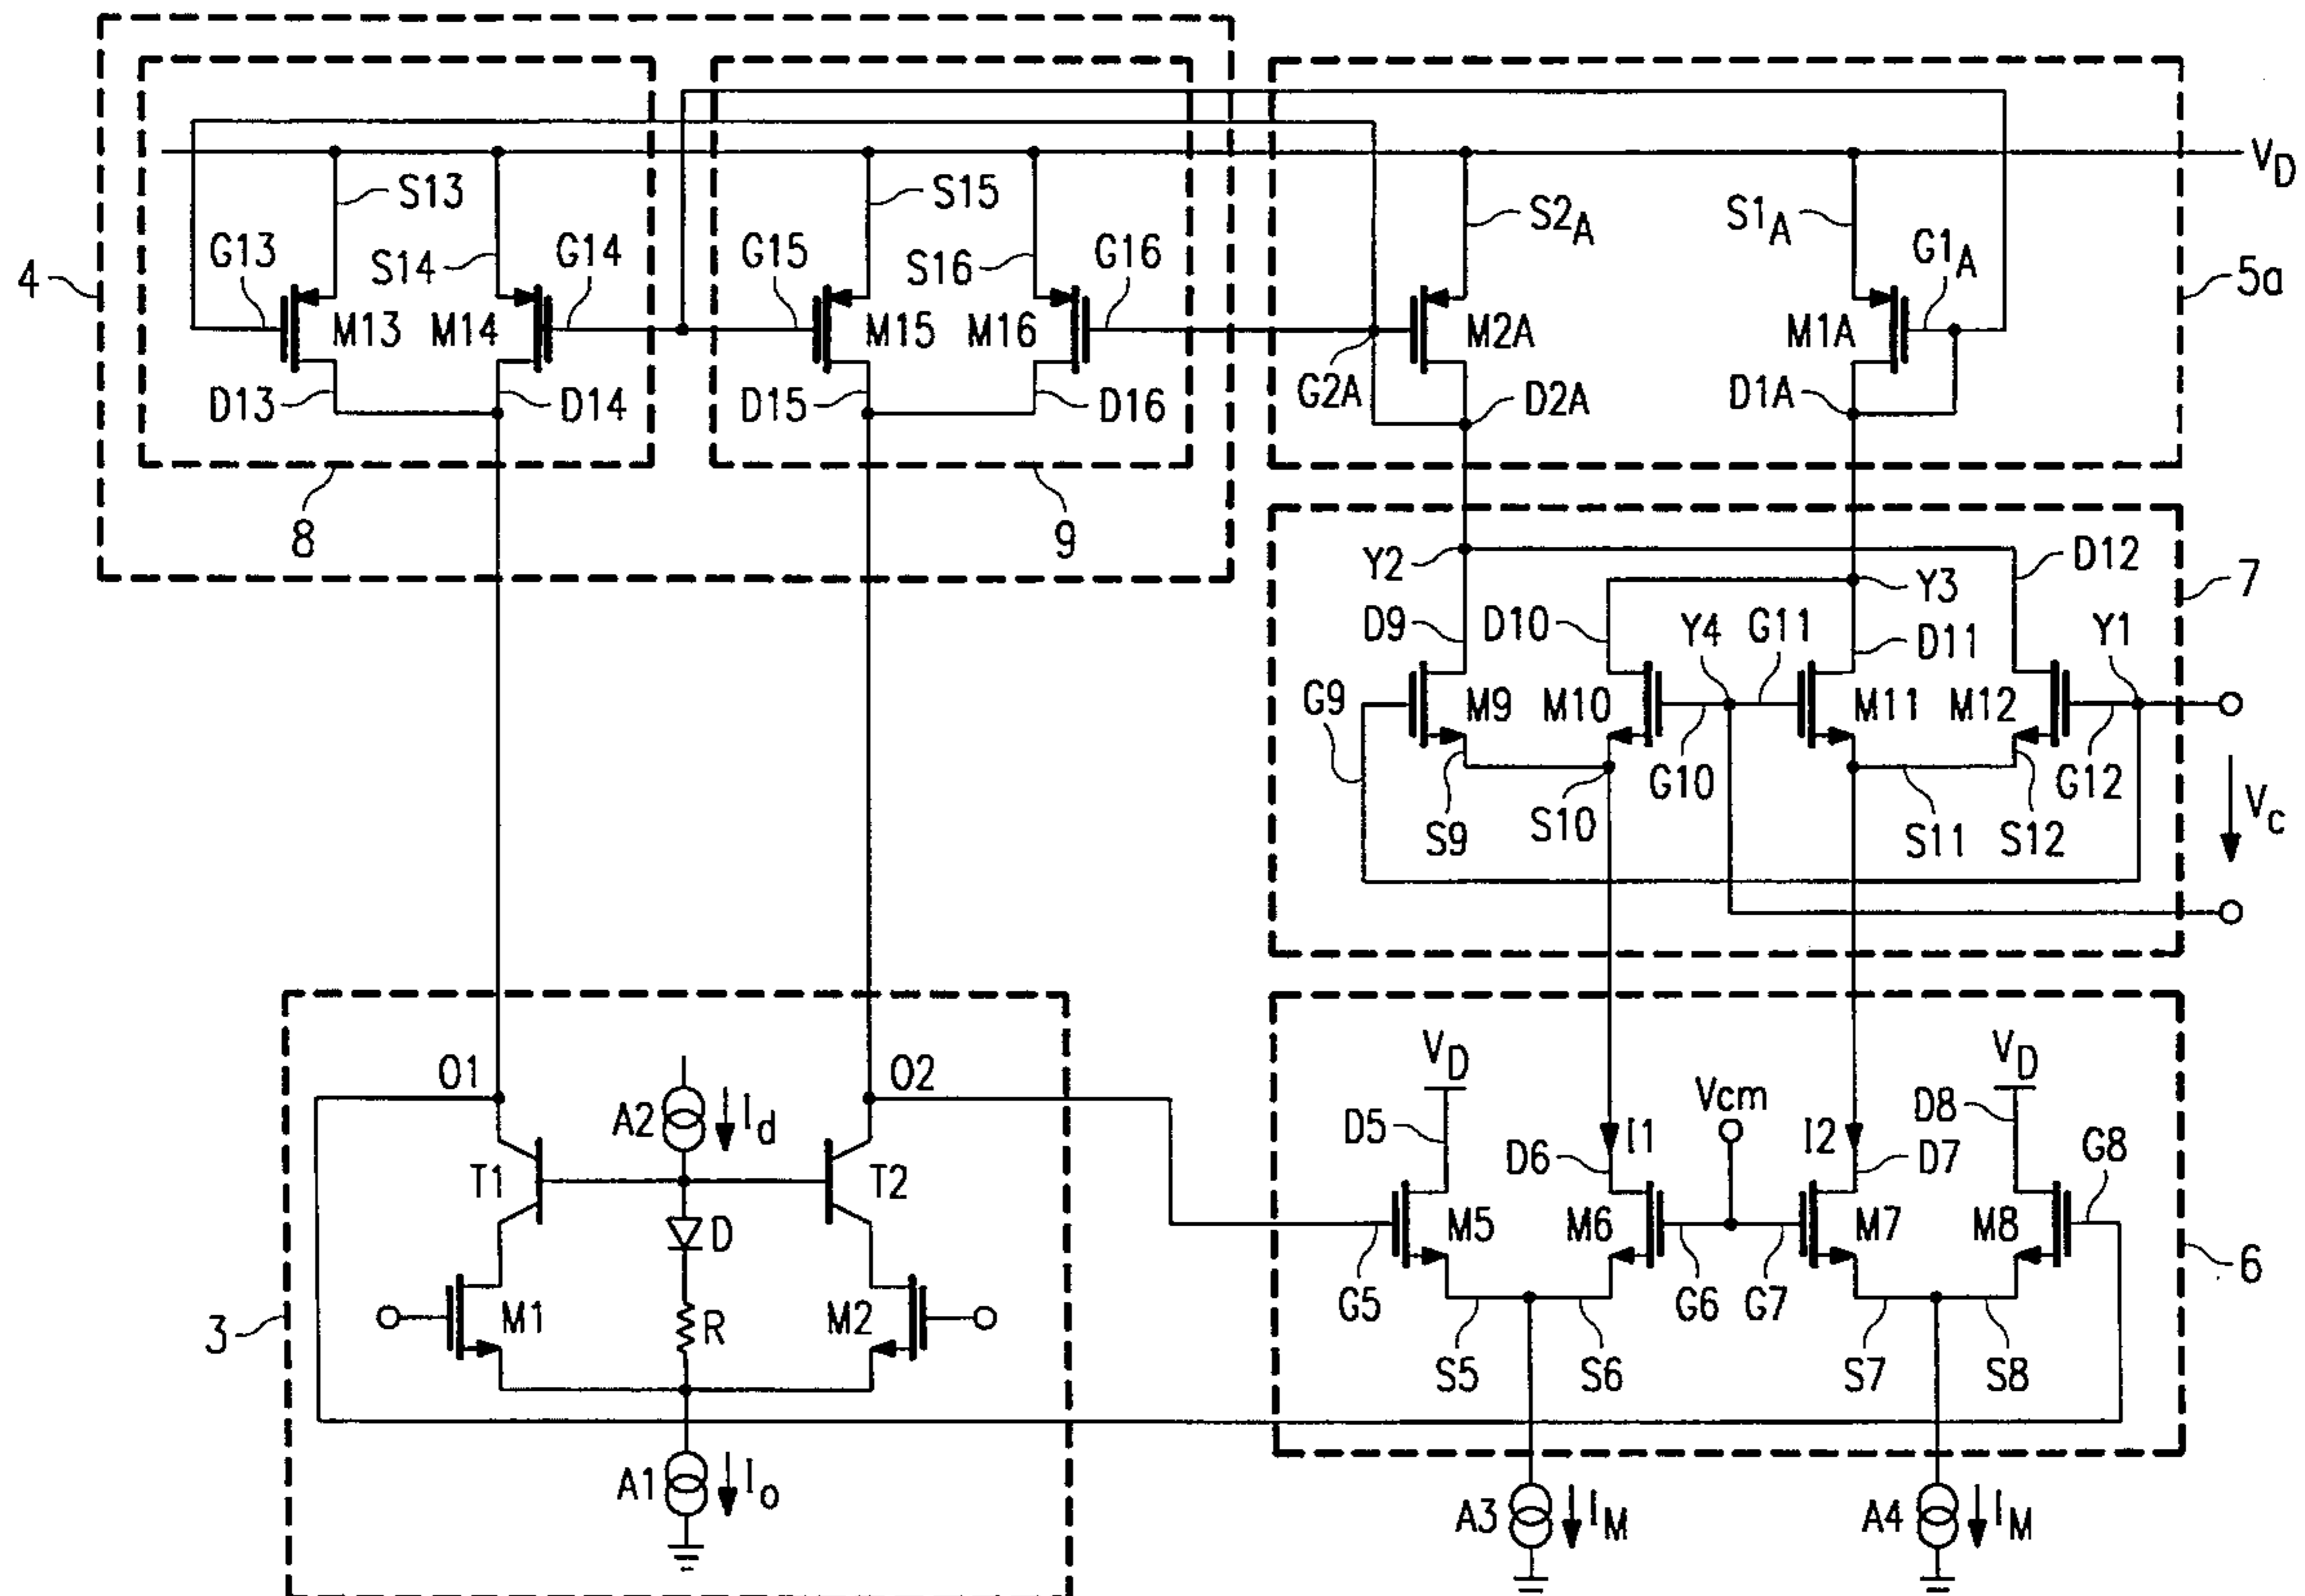 V_D
S13
S15
S2_A
S1_A
G13
S14
G14
G15
S16
G16
G1_A
4
5a
M13
M14
M15
M16
M2A
M1A
G2A
D13
D14
D15
D16
D2A
D1A
8
9
Y2
D12
Y3
7
D9
D10
Y4
G11
D11
Y1
G9
M9
M10
M11
M12
G10
G12
S9
S10
S11
S12
V_c
O1
O2
A2
I_d
V_D
Vcm
V_D
D5
D6
I1
I2
D7
D8
G8
T1
T2
D
M5
M6
M7
M8
6
M1
R
M2
3
G5
G6
G7
S5
S6
S7
S8
A1
I_o
A3
I_M
A4
I_M